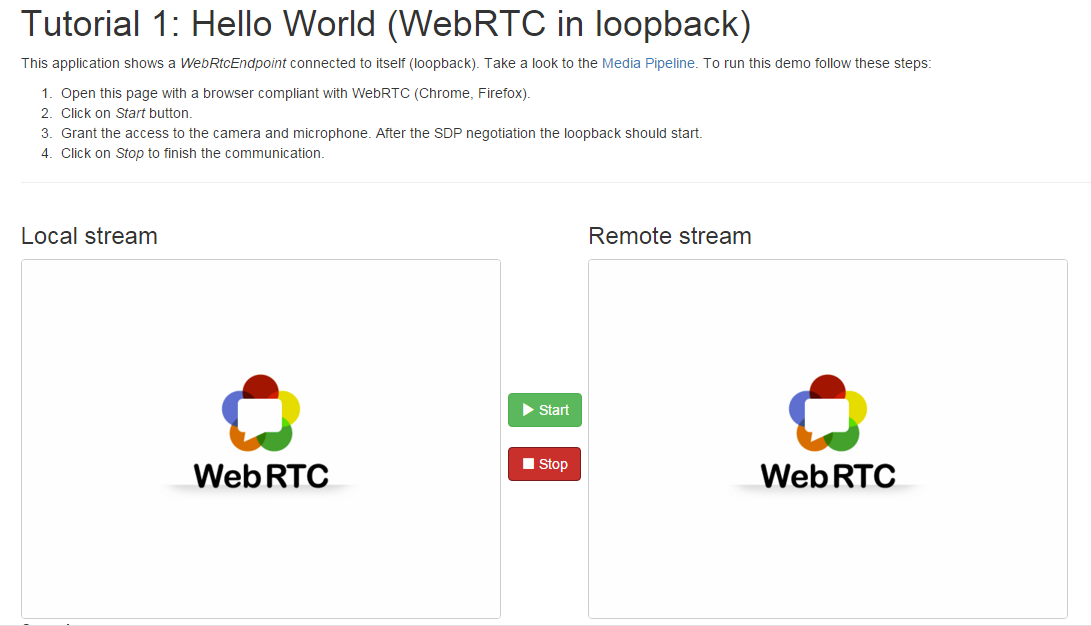 Tutorial 1: Hello World (WebRTC in loopback)
This application shows a WebRtcEndpoint connected to itself (loopback). Take a look to the Media Pipeline. To run this demo follow these steps:
1. Open this page with a browser compliant with WebRTC (Chrome, Firefox).
2. Click on Start button.
3. Grant the access to the camera and microphone. After the SDP negotiation the loopback should start.
4. Click on Stop to finish the communication.
Local stream
Remote stream
Start
Stop
WebRTC
WebRTC